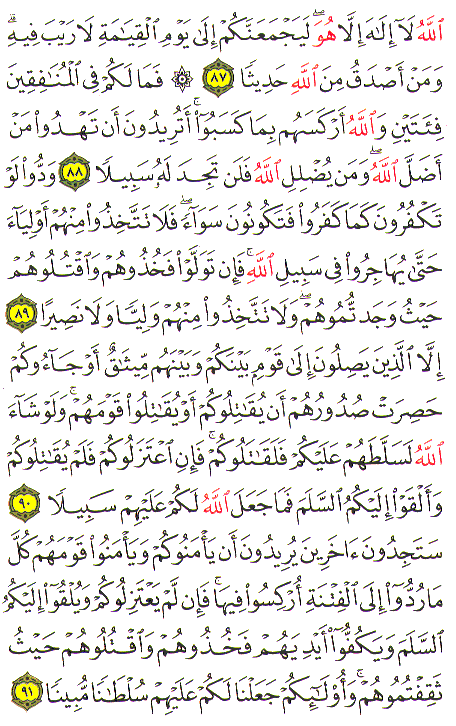 ٱللَّهُ لَآ إِلَٰهَ إِلَّا هُوَۚ لَيَجْمَعَنَّكُمْ إِلَىٰ يَوْمِ ٱلْقِيَٰمَةِ لَا رَيْبَ فِيهِۗ
وَمَنْ أَصْدَقُ مِنَ ٱللَّهِ حَدِيثًا ٨٧ ۞ فَمَا لَكُمْ فِى ٱلْمُنَٰفِقِينَ
فِئَتَيْنِ وَٱللَّهُ أَرْكَسَهُم بِمَا كَسَبُوٓا۟ۚ أَتُرِيدُونَ أَن تَهْدُوا۟ مَنْ
أَضَلَّ ٱللَّهُۖ وَمَن يُضْلِلِ ٱللَّهُ فَلَن تَجِدَ لَهُۥ سَبِيلًا ٨٨ وَدُّوا۟ لَوْ
تَكْفُرُونَ كَمَا كَفَرُوا۟ فَتَكُونُونَ سَوَآءًۖ فَلَا تَتَّخِذُوا۟ مِنْهُمْ أَوْلِيَآءَ
حَتَّىٰ يُهَاجِرُوا۟ فِى سَبِيلِ ٱللَّهِۚ فَإِن تَوَلَّوْا۟ فَخُذُوهُمْ وَٱقْتُلُوهُمْ
حَيْثُ وَجَدتُّمُوهُمْۖ وَلَا تَتَّخِذُوا۟ مِنْهُمْ وَلِيًّا وَلَا نَصِيرًا ٨٩
إِلَّا ٱلَّذِينَ يَصِلُونَ إِلَىٰ قَوْمٍۭ بَيْنَكُمْ وَبَيْنَهُم مِّيثَٰقٌ أَوْ جَآءُوكُمْ
حَصِرَتْ صُدُورُهُمْ أَن يُقَٰتِلُوكُمْ أَوْ يُقَٰتِلُوا۟ قَوْمَهُمْۚ وَلَوْ شَآءَ
ٱللَّهُ لَسَلَّطَهُمْ عَلَيْكُمْ فَلَقَٰتَلُوكُمْۚ فَإِنِ ٱعْتَزَلُوكُمْ فَلَمْ يُقَٰتِلُوكُمْ
وَأَلْقَوْا۟ إِلَيْكُمُ ٱلسَّلَمَ فَمَا جَعَلَ ٱللَّهُ لَكُمْ عَلَيْهِمْ سَبِيلًا ٩٠
سَتَجِدُونَ ءَاخَرِينَ يُرِيدُونَ أَن يَأْمَنُوكُمْ وَيَأْمَنُوا۟ قَوْمَهُمْ كُلَّ
مَا رُدُّوٓا۟ إِلَى ٱلْفِتْنَةِ أُرْكِسُوا۟ فِيهَاۚ فَإِن لَّمْ يَعْتَزِلُوكُمْ وَيُلْقُوٓا۟ إِلَيْكُمُ
ٱلسَّلَمَ وَيَكُفُّوٓا۟ أَيْدِيَهُمْ فَخُذُوهُمْ وَٱقْتُلُوهُمْ حَيْثُ
ثَقِفْتُمُوهُمْۚ وَأُو۟لَٰٓئِكُمْ جَعَلْنَا لَكُمْ عَلَيْهِمْ سُلْطَٰنًا مُّبِينًا ٩١